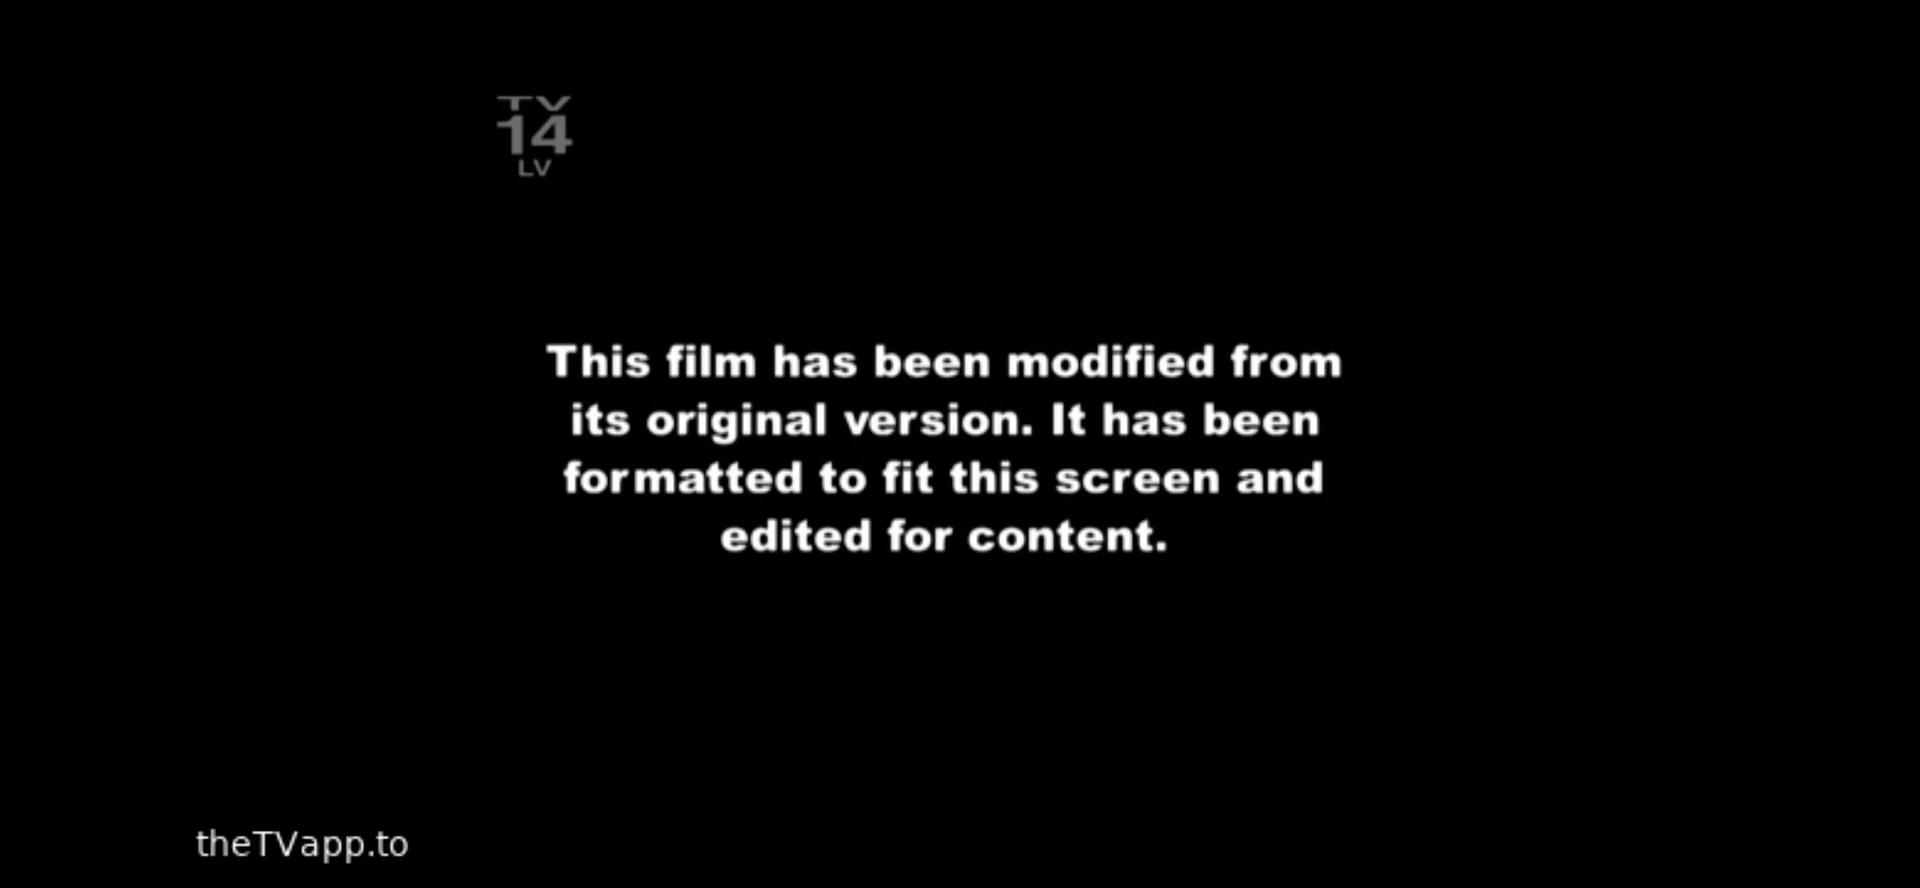 TV
14
LV
This film has been modified from
its original version. It has been
formatted to fit this screen and
edited for content.
theTVapp.to